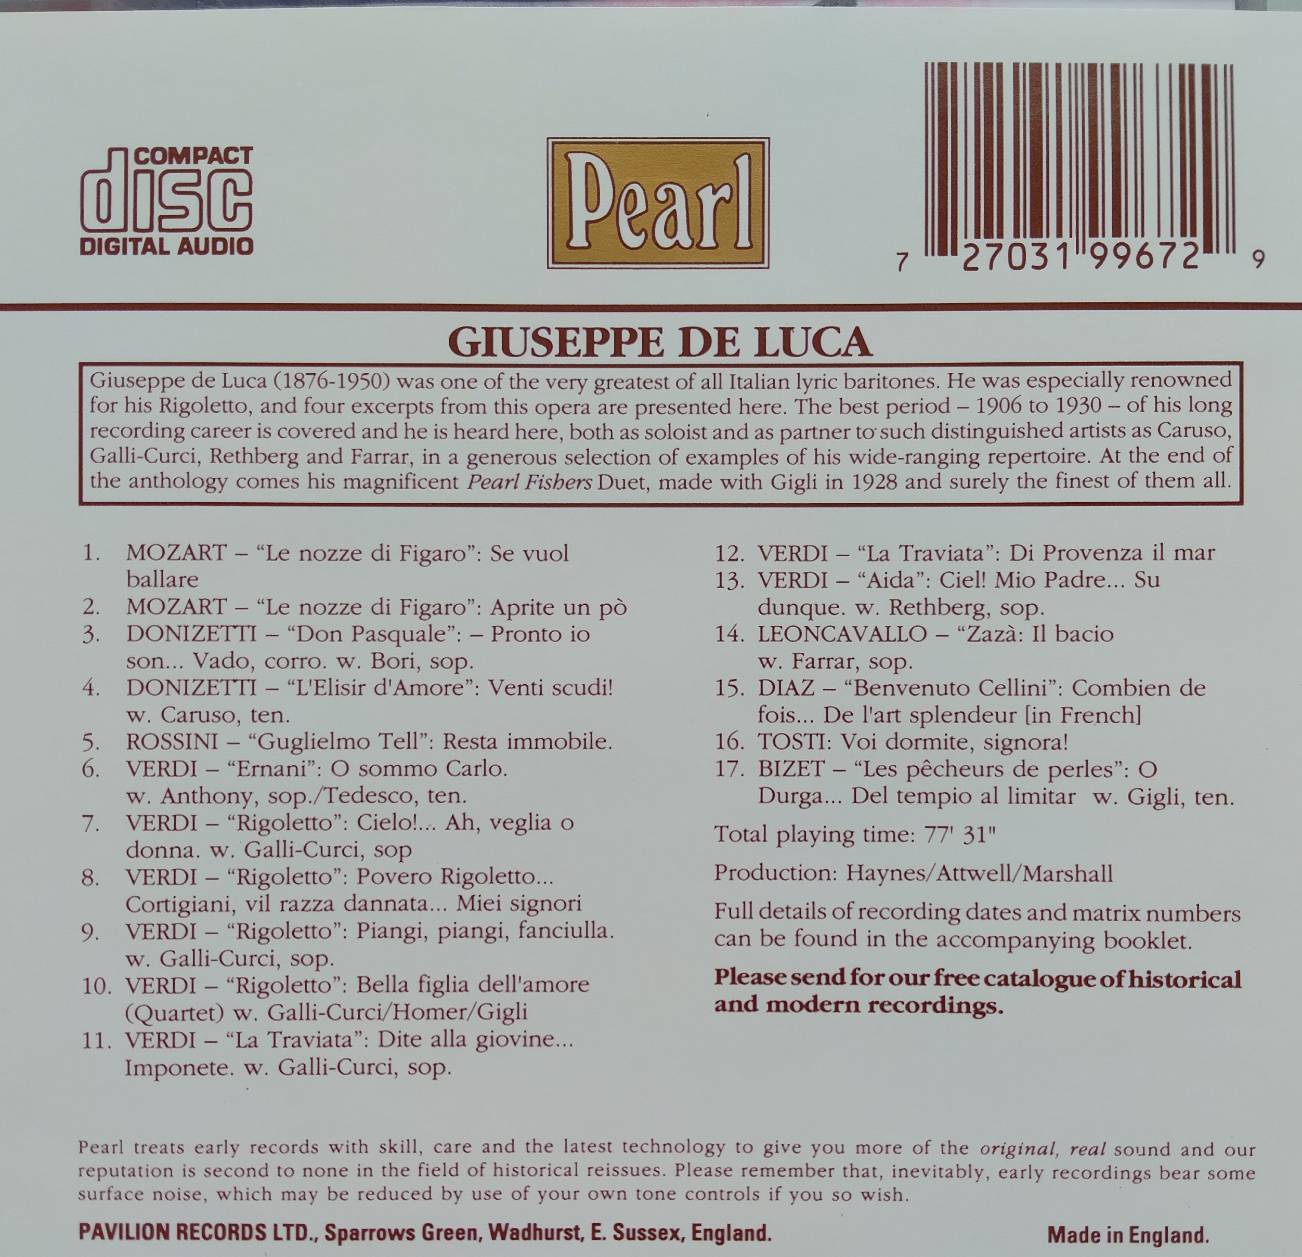 COMPACT
disc
DIGITAL AUDIO
Pearl
7 27031 99672 9
GIUSEPPE DE LUCA
Giuseppe de Luca (1876-1950) was one of the very greatest of all Italian lyric baritones. He was especially renowned
for his Rigoletto, and four excerpts from this opera are presented here. The best period – 1906 to 1930 – of his long
recording career is covered and he is heard here, both as soloist and as partner to such distinguished artists as Caruso,
Galli-Curci, Rethberg and Farrar, in a generous selection of examples of his wide-ranging repertoire. At the end of
the anthology comes his magnificent Pearl Fishers Duet, made with Gigli in 1928 and surely the finest of them all.
1. MOZART – “Le nozze di Figaro”: Se vuol
ballare
2. MOZART – “Le nozze di Figaro”: Aprite un pò
3. DONIZETTI – “Don Pasquale”: – Pronto io
son... Vado, corro. w. Bori, sop.
4. DONIZETTI – “L'Elisir d'Amore”: Venti scudi!
w. Caruso, ten.
5. ROSSINI – “Guglielmo Tell”: Resta immobile.
6. VERDI – “Ernani”: O sommo Carlo.
w. Anthony, sop./Tedesco, ten.
7. VERDI – “Rigoletto”: Cielo!... Ah, veglia o
donna. w. Galli-Curci, sop
8. VERDI – “Rigoletto”: Povero Rigoletto...
Cortigiani, vil razza dannata... Miei signori
9. VERDI – “Rigoletto”: Piangi, piangi, fanciulla.
w. Galli-Curci, sop.
10. VERDI – “Rigoletto”: Bella figlia dell'amore
(Quartet) w. Galli-Curci/Homer/Gigli
11. VERDI – “La Traviata”: Dite alla giovine...
Imponete. w. Galli-Curci, sop.
12. VERDI – “La Traviata”: Di Provenza il mar
13. VERDI – “Aida”: Ciel! Mio Padre... Su
dunque. w. Rethberg, sop.
14. LEONCAVALLO – “Zazà: Il bacio
w. Farrar, sop.
15. DIAZ – “Benvenuto Cellini”: Combien de
fois... De l'art splendeur [in French]
16. TOSTI: Voi dormite, signora!
17. BIZET – “Les pêcheurs de perles”: O
Durga... Del tempio al limitar w. Gigli, ten.
Total playing time: 77' 31"
Production: Haynes/Attwell/Marshall
Full details of recording dates and matrix numbers
can be found in the accompanying booklet.
Please send for our free catalogue of historical
and modern recordings.
Pearl treats early records with skill, care and the latest technology to give you more of the original, real sound and our
reputation is second to none in the field of historical reissues. Please remember that, inevitably, early recordings bear some
surface noise, which may be reduced by use of your own tone controls if you so wish.
PAVILION RECORDS LTD., Sparrows Green, Wadhurst, E. Sussex, England.
Made in England.